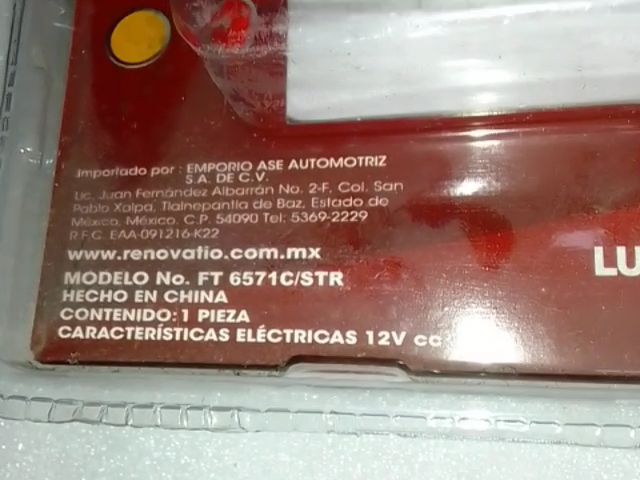 Importado por: EMPORIO ASE AUTOMOTRIZ
S.A. DE C.V.
Lic. Juan Fernández Albarrán No. 2-F, Col. San
Pablo Xalpa, Tlalnepantla de Baz, Estado de
México, México. C.P. 54090 Tel: 5369-2229
R.F.C. EAA-091216-K22
www.renovatio.com.mx
MODELO No. FT 6571C/STR
LU
HECHO EN CHINA
CONTENIDO: 1 PIEZA
CARACTERÍSTICAS ELÉCTRICAS 12V cc